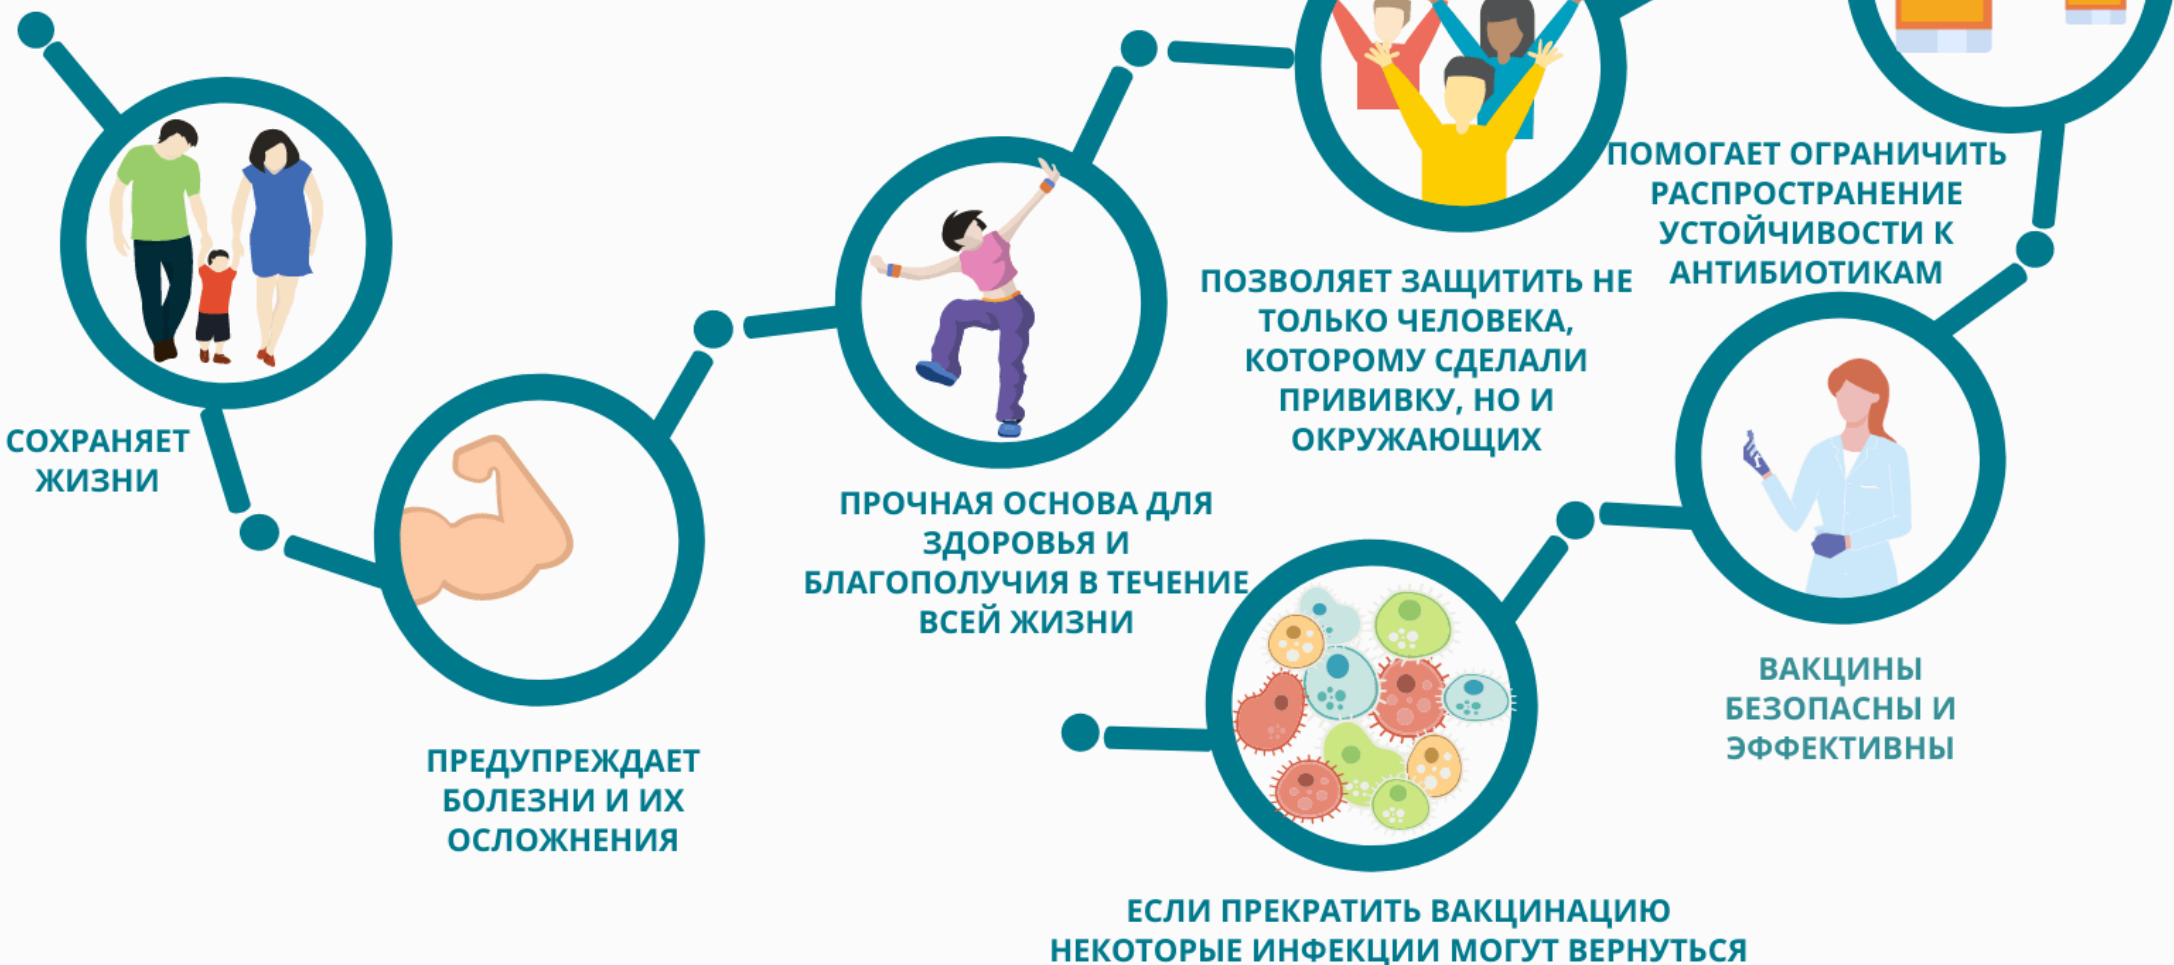 СОХРАНЯЕТ
ЖИЗНИ
ПРЕДУПРЕЖДАЕТ
БОЛЕЗНИ И ИХ
ОСЛОЖНЕНИЯ
ПРОЧНАЯ ОСНОВА ДЛЯ
ЗДОРОВЬЯ И
БЛАГОПОЛУЧИЯ В ТЕЧЕНИЕ
ВСЕЙ ЖИЗНИ
ПОЗВОЛЯЕТ ЗАЩИТИТЬ НЕ
ТОЛЬКО ЧЕЛОВЕКА,
КОТОРОМУ СДЕЛАЛИ
ПРИВИВКУ, НО И
ОКРУЖАЮЩИХ
ПОМОГАЕТ ОГРАНИЧИТЬ
РАСПРОСТРАНЕНИЕ
УСТОЙЧИВОСТИ К
АНТИБИОТИКАМ
ВАКЦИНЫ
БЕЗОПАСНЫ И
ЭФФЕКТИВНЫ
ЕСЛИ ПРЕКРАТИТЬ ВАКЦИНАЦИЮ
НЕКОТОРЫЕ ИНФЕКЦИИ МОГУТ ВЕРНУТЬСЯ